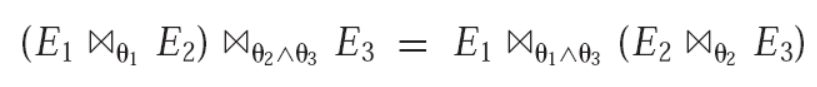 (E₁ ⋈θ₁ E₂) ⋈θ₂∧θ₃ E₃ = E₁ ⋈θ₁∧θ₃ (E₂ ⋈θ₂ E₃)